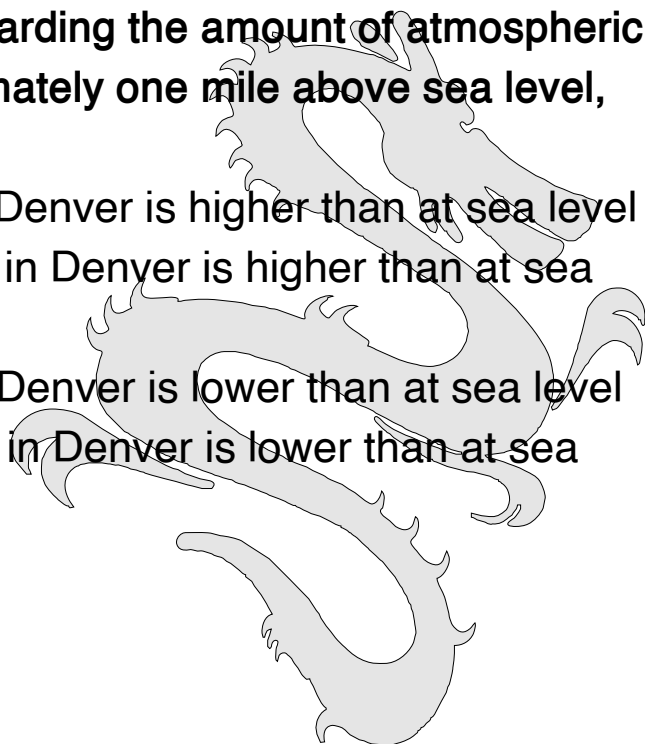 arding the amount of atmospheric
nately one mile above sea level,
Denver is higher than at sea level
in Denver is higher than at sea
Denver is lower than at sea level
in Denver is lower than at sea